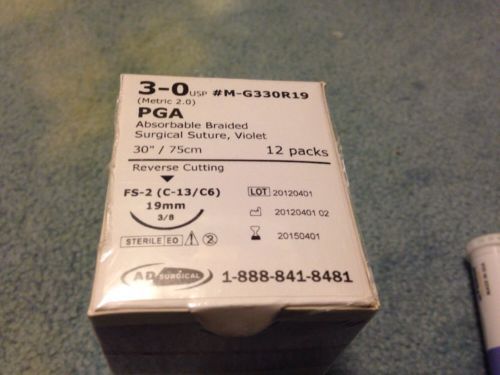 3-0 USP #M-G330R19
(Metric 2.0)
PGA
Absorbable Braided
Surgical Suture, Violet
30" / 75cm 12 packs
Reverse Cutting
FS-2 (C-13/C6)
19mm
3/8
LOT 20120401
20120401 02
20150401
STERILE EO 2
AD SURGICAL 1-888-841-8481